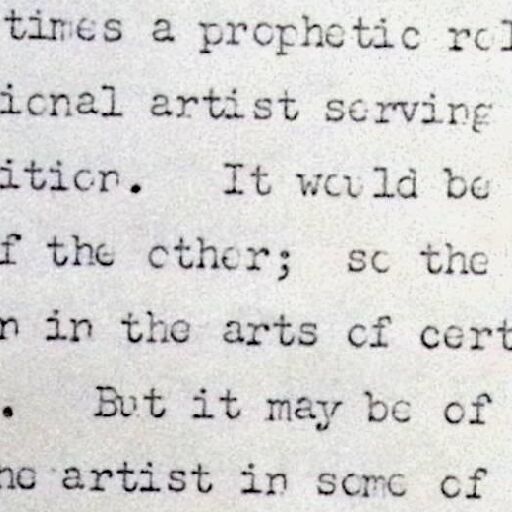 times a prophetic rol
ional artist serving
ition. It would be
f the other; so the
n in the arts of cert
. But it may be of
he artist in some of